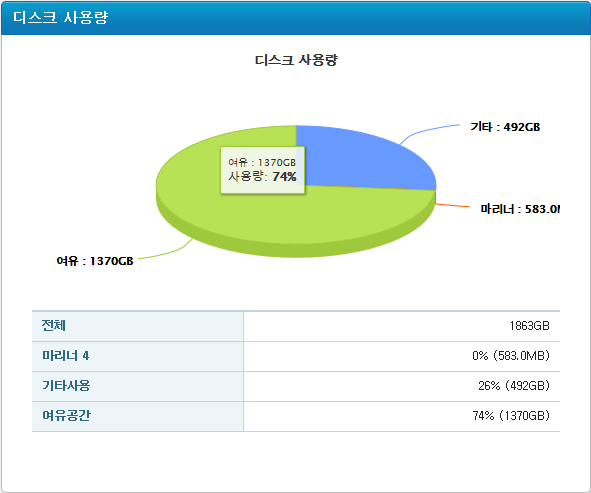 디스크 사용량
디스크 사용량
기타 : 492GB
여유 : 1370GB
사용량: 74%
마리너 : 583.0M
여유 : 1370GB
전체 1863GB
마리너 4 0% (583.0MB)
기타사용 26% (492GB)
여유공간 74% (1370GB)